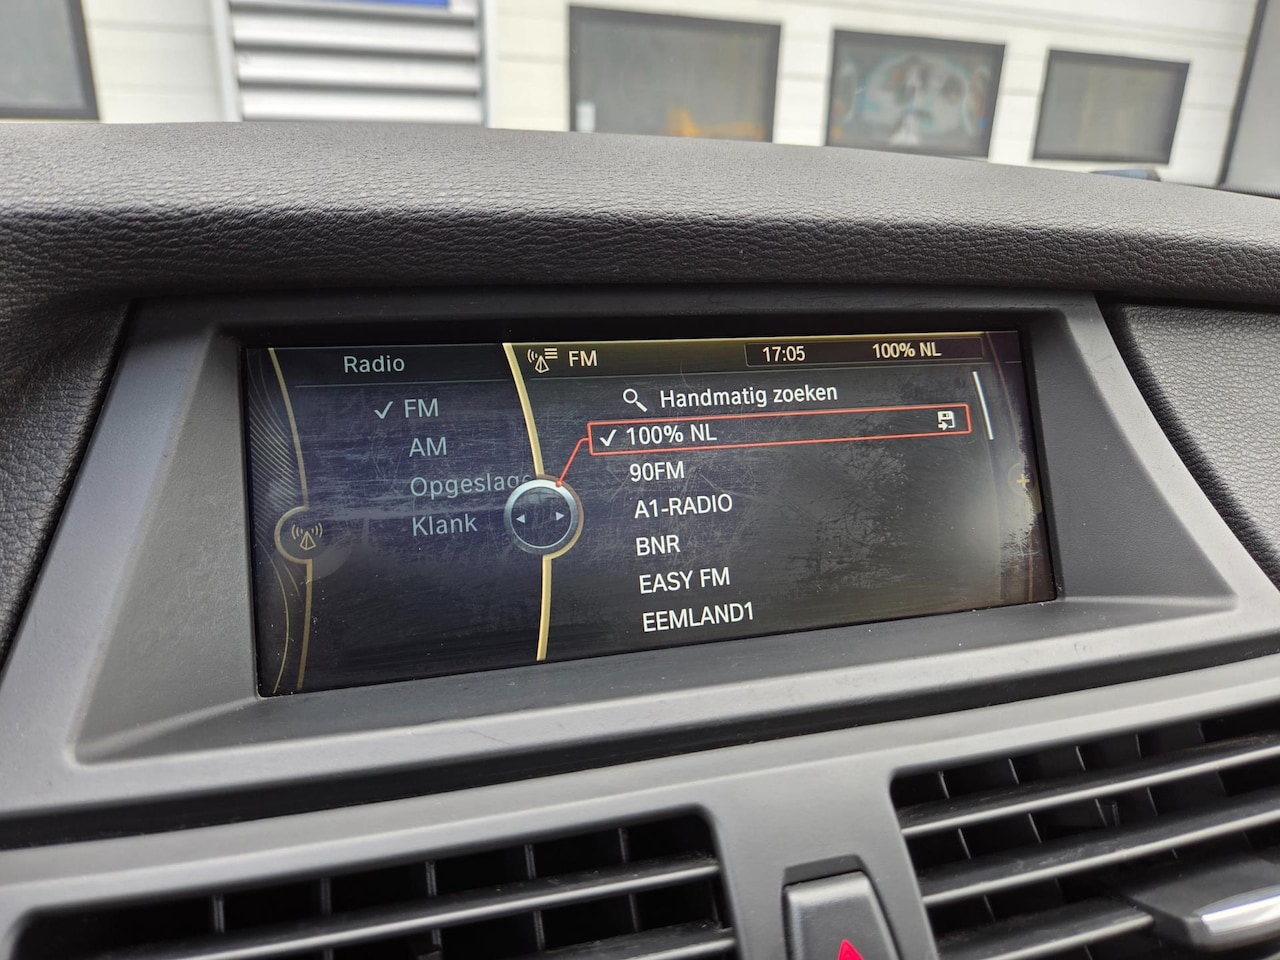 Radio
FM
AM
Opgeslage
Klank
FM
17:05
100% NL
Handmatig zoeken
100% NL
90FM
A1-RADIO
BNR
EASY FM
EEMLAND1